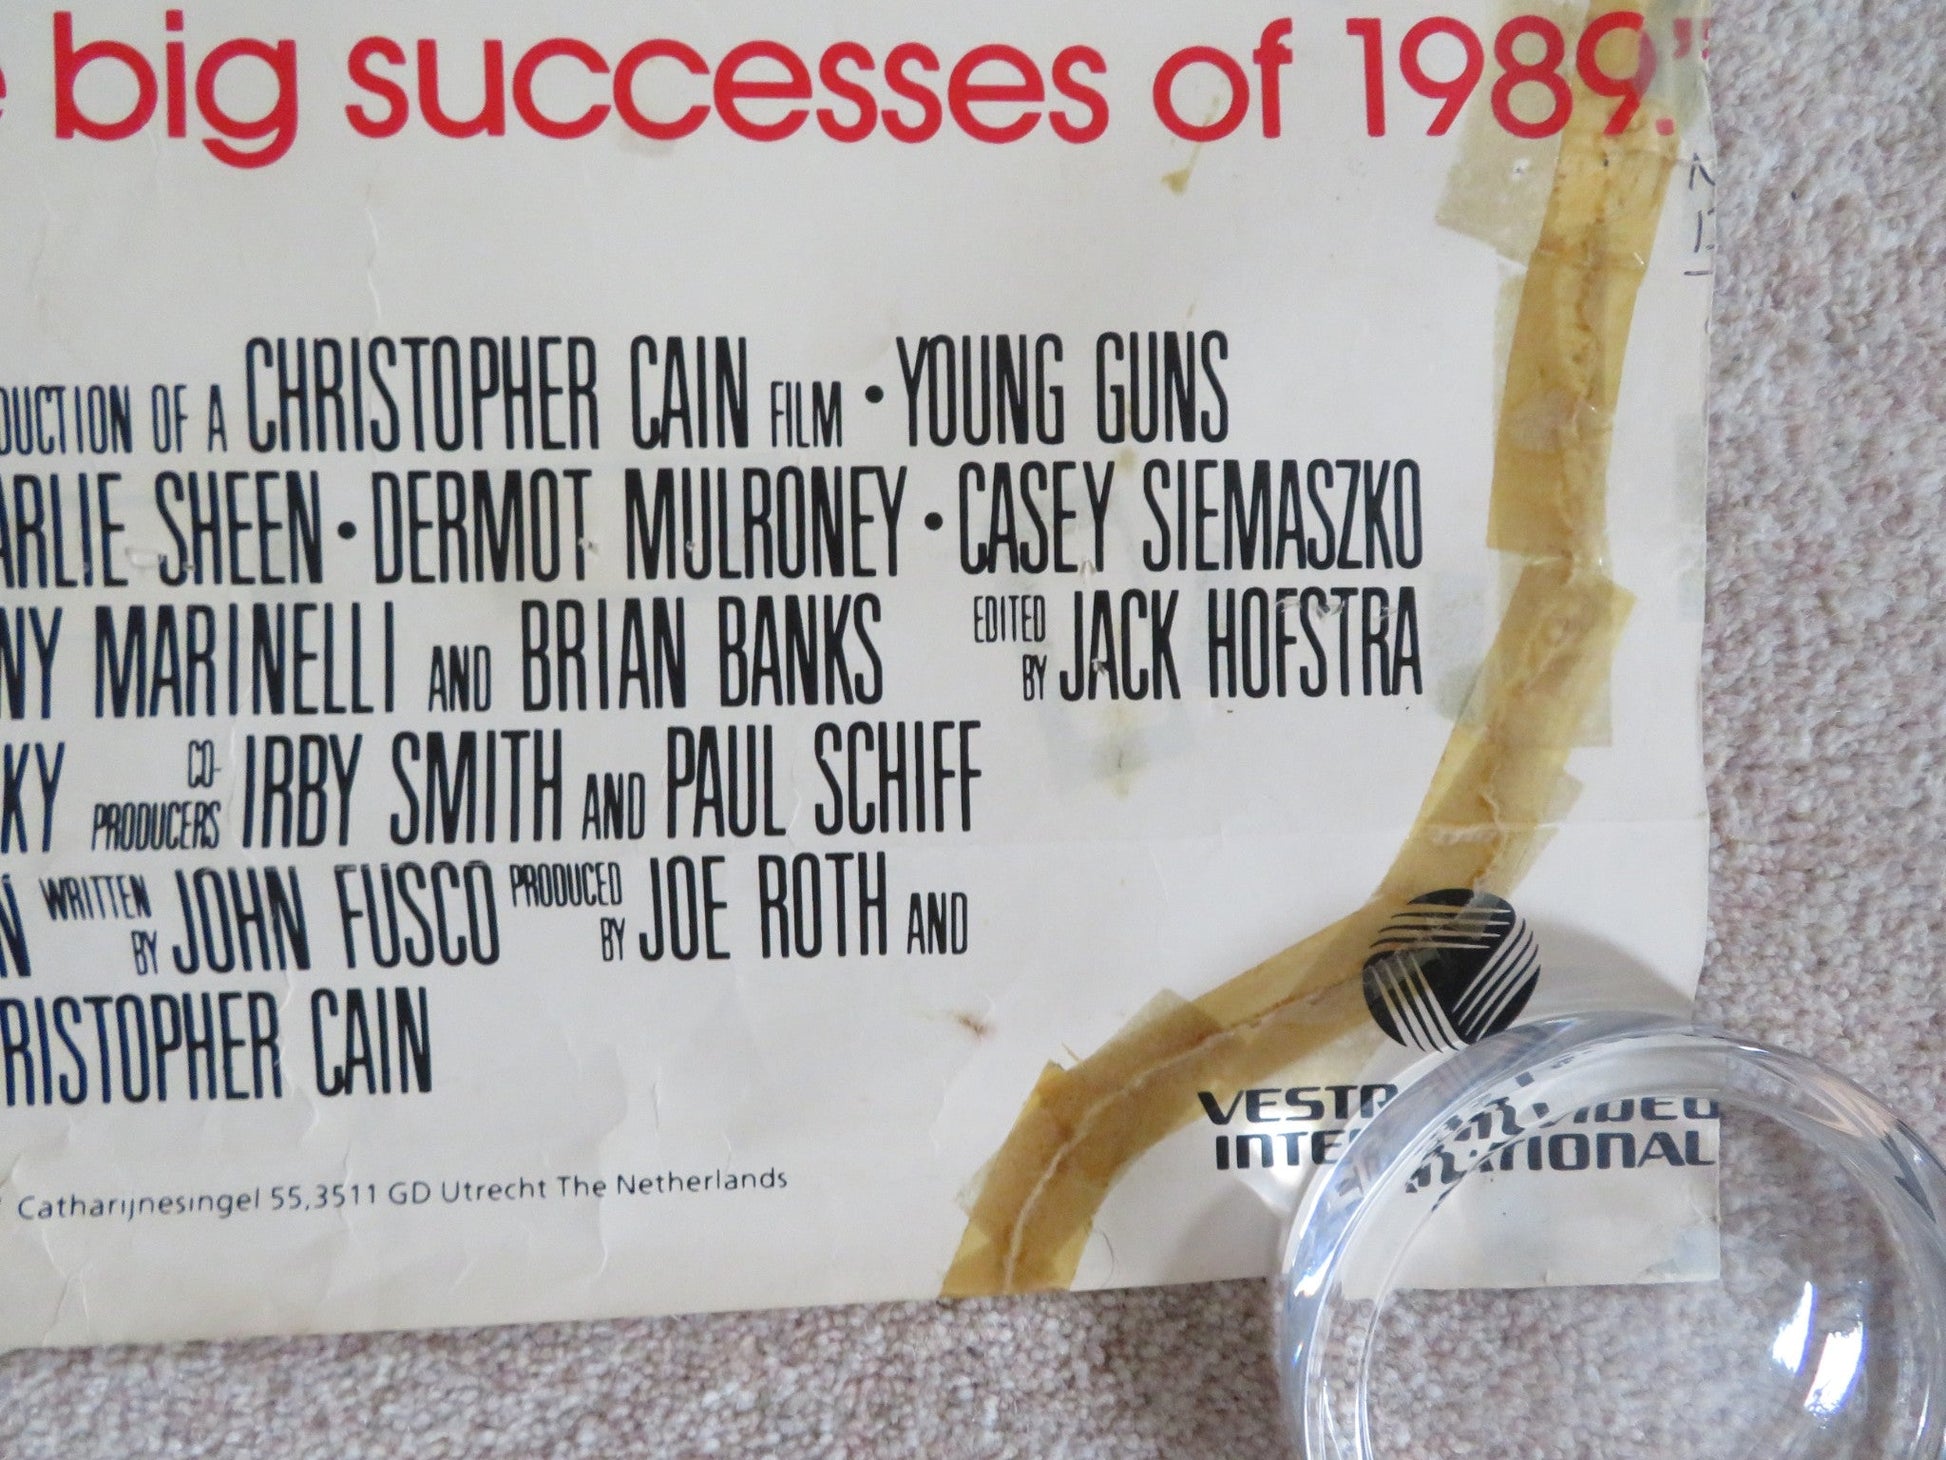 big successes of 1989."
DUCTION OF A CHRISTOPHER CAIN FILM • YOUNG GUNS
ARLIE SHEEN • DERMOT MULRONEY • CASEY SIEMASZKO
NY MARINELLI AND BRIAN BANKS EDITED BY JACK HOFSTRA
KY CO-PRODUCERS IRBY SMITH AND PAUL SCHIFF
N WRITTEN BY JOHN FUSCO PRODUCED BY JOE ROTH AND
RISTOPHER CAIN
Catharijnesingel 55,3511 GD Utrecht The Netherlands
VESTRON VIDEO
INTERNATIONAL